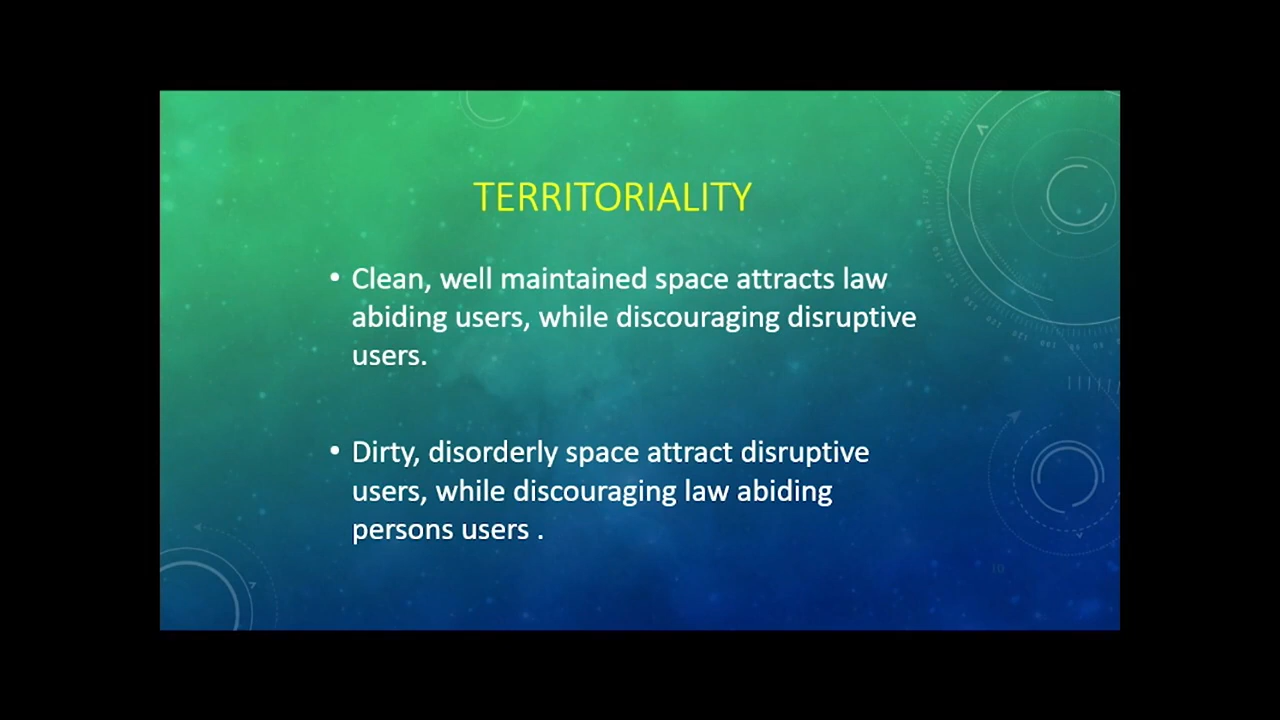 TERRITORIALITY
• Clean, well maintained space attracts law
abiding users, while discouraging disruptive
users.
• Dirty, disorderly space attract disruptive
users, while discouraging law abiding
persons users .
10